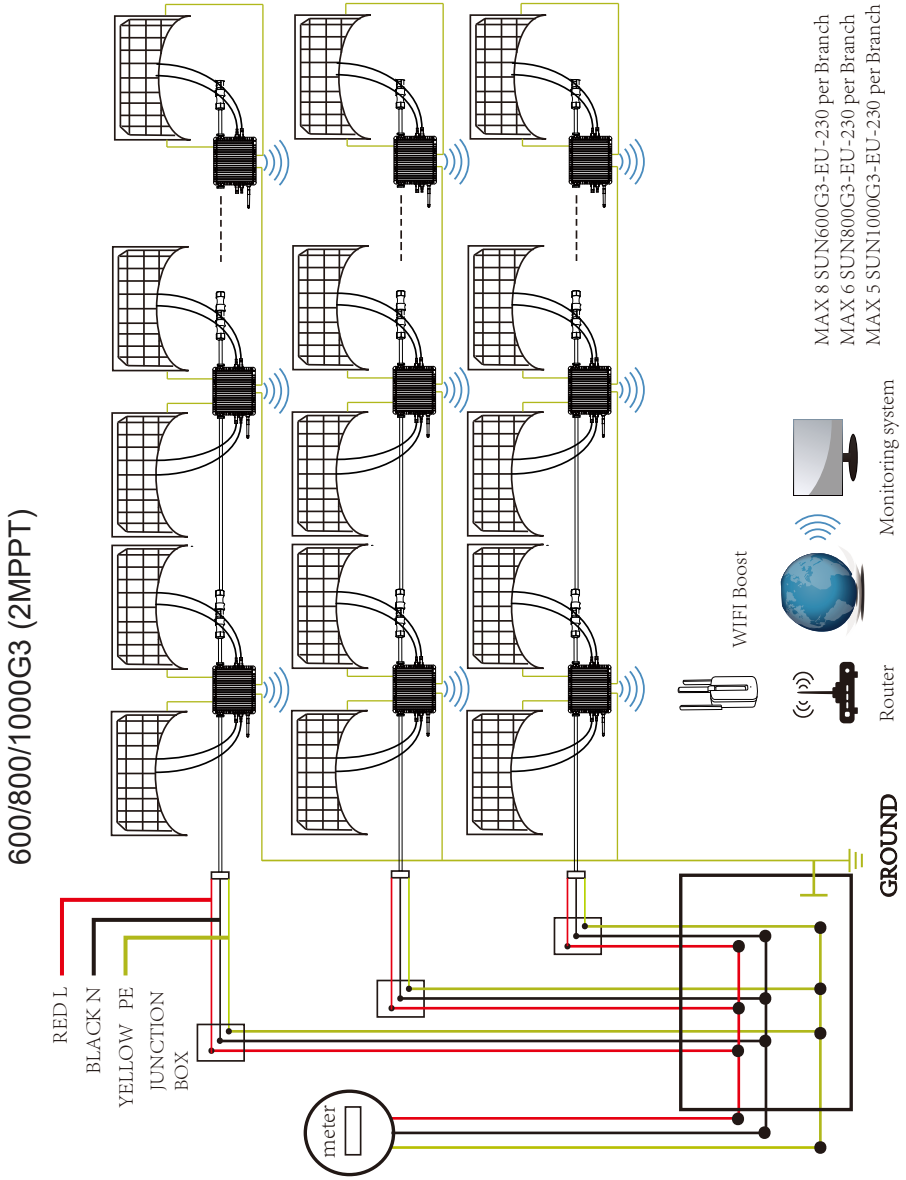 600/800/1000G3 (2MPPT)
RED L
BLACK N
YELLOW PE
JUNCTION
BOX
meter
GROUND
Router
WIFI Boost
Monitoring system
MAX 8 SUN600G3-EU-230 per Branch
MAX 6 SUN800G3-EU-230 per Branch
MAX 5 SUN1000G3-EU-230 per Branch